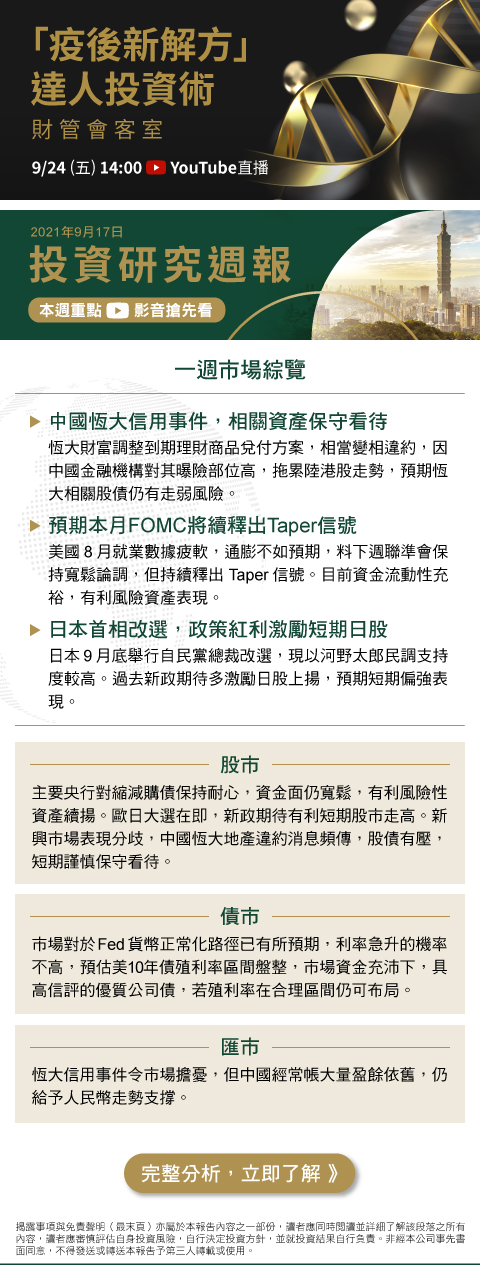 「疫後新解方」
達人投資術
財管會客室
9/24 (五) 14:00 YouTube直播
2021年9月17日
投資研究週報
本週重點 影音搶先看
一週市場綜覽
中國恆大信用事件，相關資產保守看待
恆大財富調整到期理財商品兌付方案，相當變相違約，因
中國金融機構對其曝險部位高，拖累陸港股走勢，預期恆
大相關股債仍有走弱風險。
預期本月FOMC將續釋出Taper信號
美國 8 月就業數據疲軟，通膨不如預期，料下週聯準會保
持寬鬆論調，但持續釋出 Taper 信號。目前資金流動性充
裕，有利風險資產表現。
日本首相改選，政策紅利激勵短期日股
日本 9 月底舉行自民黨總裁改選，現以河野太郎民調支持
度較高。過去新政期待多激勵日股上揚，預期短期偏強表
現。
股市
主要央行對縮減購債保持耐心，資金面仍寬鬆，有利風險性
資產續揚。歐日大選在即，新政期待有利短期股市走高。新
興市場表現分歧，中國恆大地產違約消息頻傳，股債有壓，
短期謹慎保守看待。
債市
市場對於 Fed 貨幣正常化路徑已有所預期，利率急升的機率
不高，預估美10年債殖利率區間盤整，市場資金充沛下，具
高信評的優質公司債，若殖利率在合理區間仍可布局。
匯市
恆大信用事件令市場擔憂，但中國經常帳大量盈餘依舊，仍
給予人民幣走勢支撐。
完整分析，立即了解 》
揭露事項與免責聲明（最末頁）亦屬於本報告內容之一部份，讀者應同時閱讀並詳細了解該段落之所有
內容，讀者應審慎評估自身投資風險，自行決定投資方針，並就投資結果自行負責。非經本公司事先書
面同意，不得發送或轉送本報告予第三人轉載或使用。